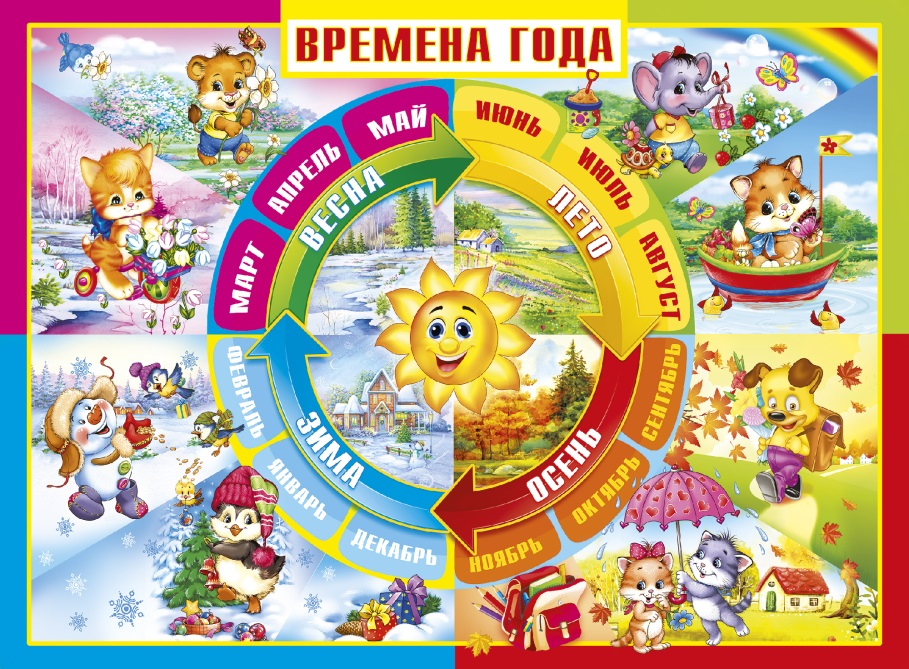 ВРЕМЕНА ГОДА
ВЕСНА
МАРТ
АПРЕЛЬ
МАЙ
ЛЕТО
ИЮНЬ
ИЮЛЬ
АВГУСТ
ОСЕНЬ
СЕНТЯБРЬ
ОКТЯБРЬ
НОЯБРЬ
ЗИМА
ДЕКАБРЬ
ЯНВАРЬ
ФЕВРАЛЬ